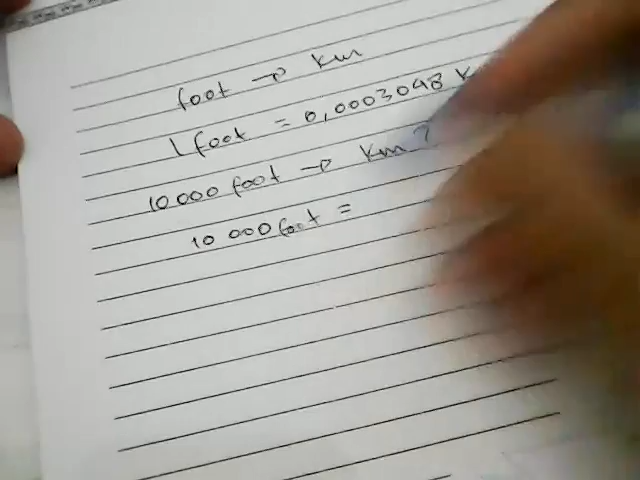 foot → km
1 foot = 0,0003048 K
10 000 foot → km ?
10 000 foot =